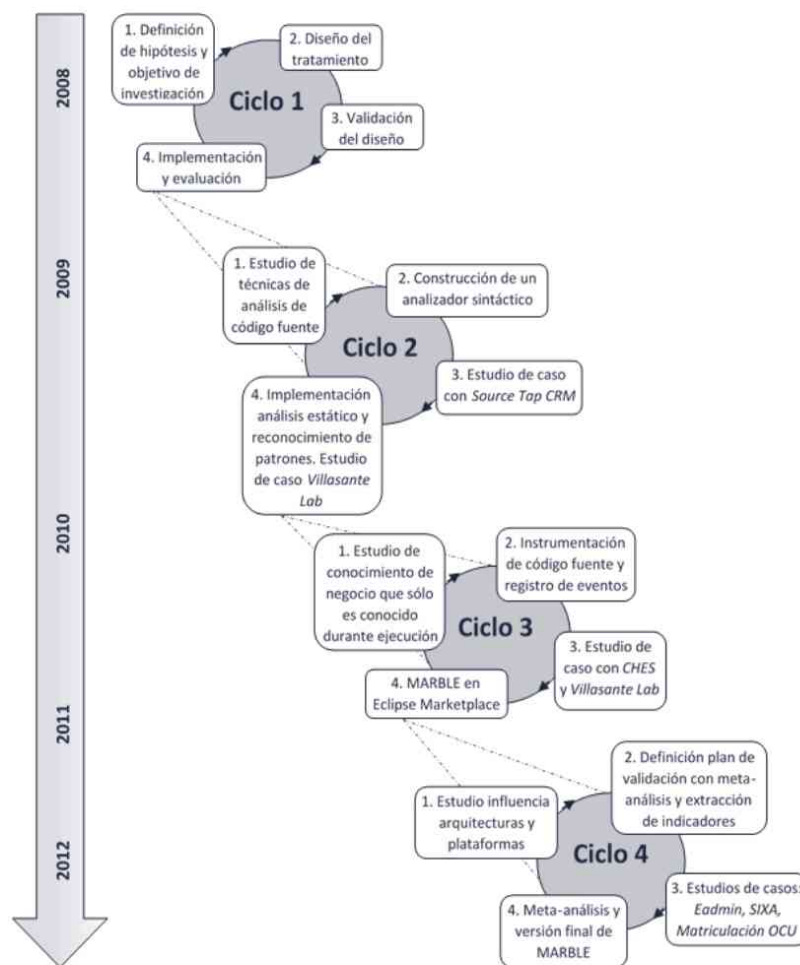 2008
1. Definición
de hipótesis y
objetivo de
investigación
2. Diseño del
tratamiento
Ciclo 1
3. Validación
del diseño
4. Implementación
y evaluación
2009
1. Estudio de
técnicas de
análisis de
código fuente
2. Construcción de un
analizador sintáctico
Ciclo 2
3. Estudio de caso
con Source Tap CRM
4. Implementación
análisis estático y
reconocimiento de
patrones. Estudio
de caso Villasante
Lab
2010
1. Estudio de
conocimiento de
negocio que sólo
es conocido
durante ejecución
2. Instrumentación
de código fuente y
registro de eventos
Ciclo 3
3. Estudio de
caso con CHES
y Villasante Lab
4. MARBLE en
Eclipse Marketplace
2011
1. Estudio influencia
arquitecturas y
plataformas
2. Definición plan de
validación con meta-
análisis y extracción
de indicadores
Ciclo 4
3. Estudios de casos:
Eadmin, SIXA,
Matriculación OCU
4. Meta-análisis y
versión final de
MARBLE
2012